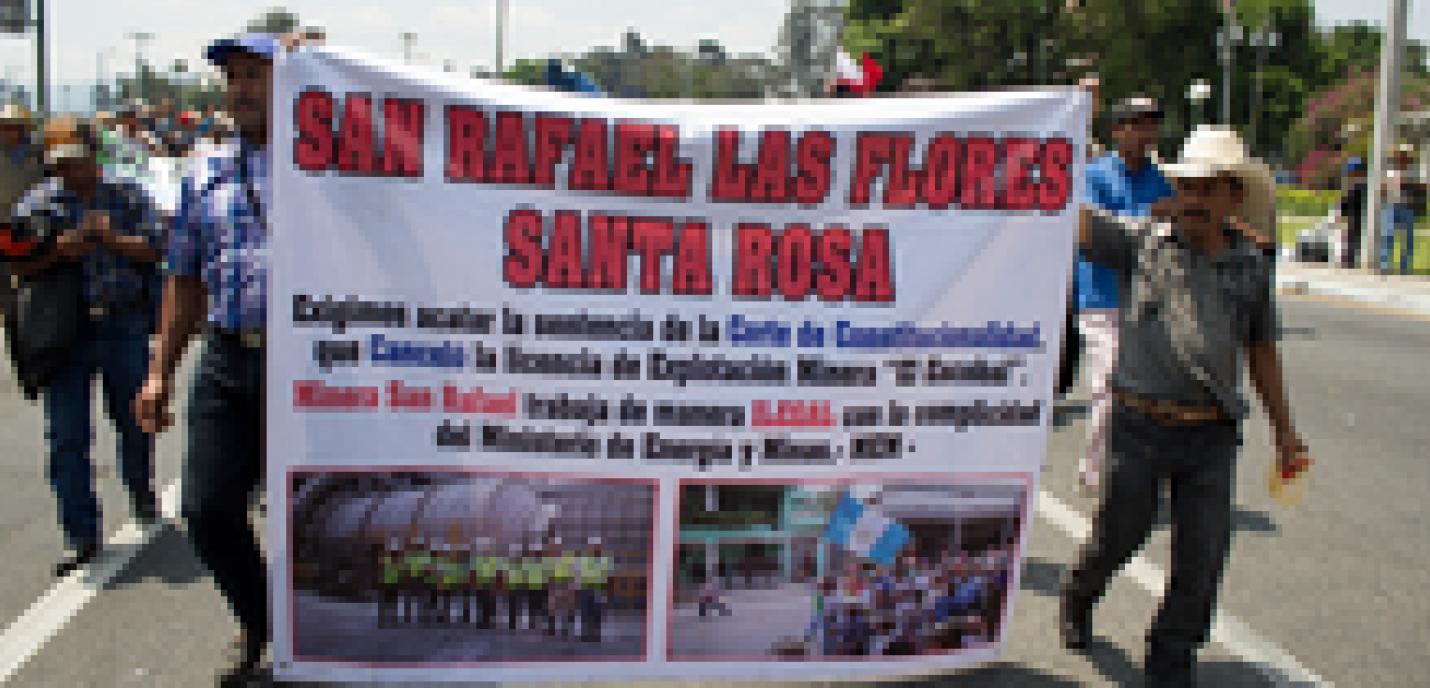 SAN RAFAEL LAS FLORES
SANTA ROSA
Exigimos acatar la sentencia de la Corte de Constitucionalidad,
que Canceló la licencia de Explotación Minera "El Escobal".
Minera San Rafael trabaja de manera ILEGAL con la complicidad
del Ministerio de Energía y Minas.- MEM -